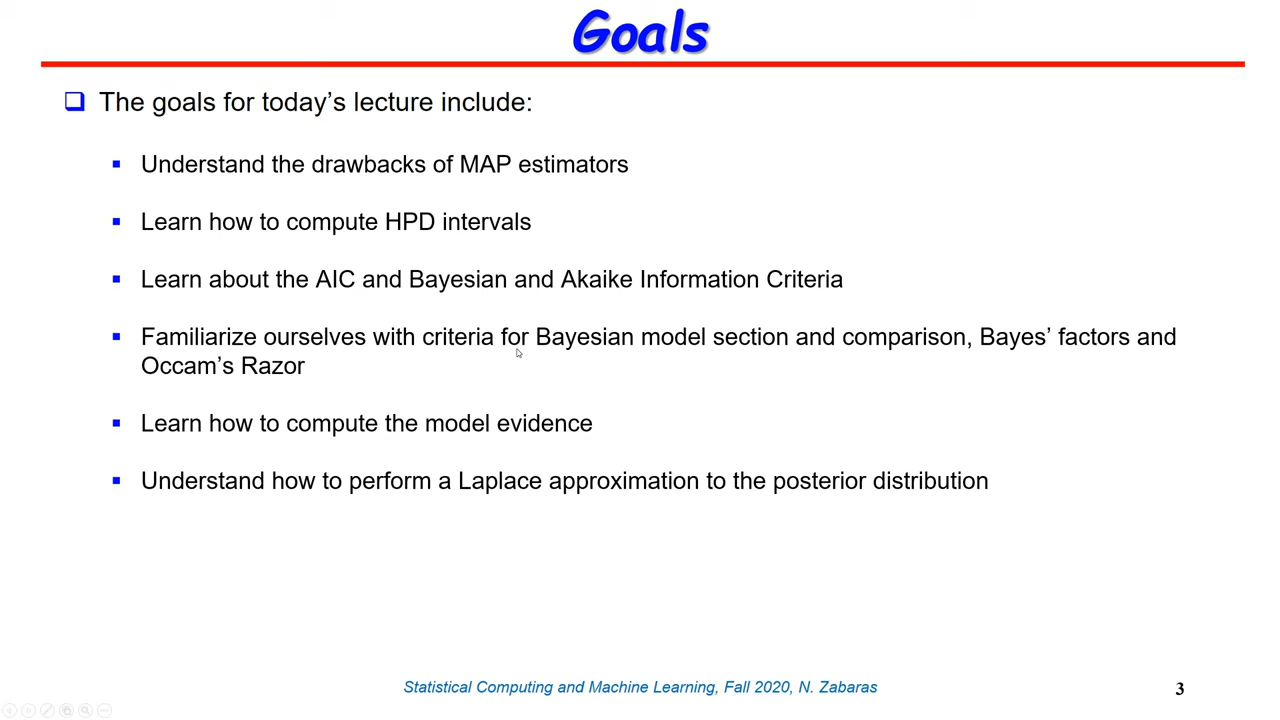 Goals
The goals for today's lecture include:
Understand the drawbacks of MAP estimators
Learn how to compute HPD intervals
Learn about the AIC and Bayesian and Akaike Information Criteria
Familiarize ourselves with criteria for Bayesian model section and comparison, Bayes' factors and
Occam's Razor
Learn how to compute the model evidence
Understand how to perform a Laplace approximation to the posterior distribution
Statistical Computing and Machine Learning, Fall 2020, N. Zabaras
3